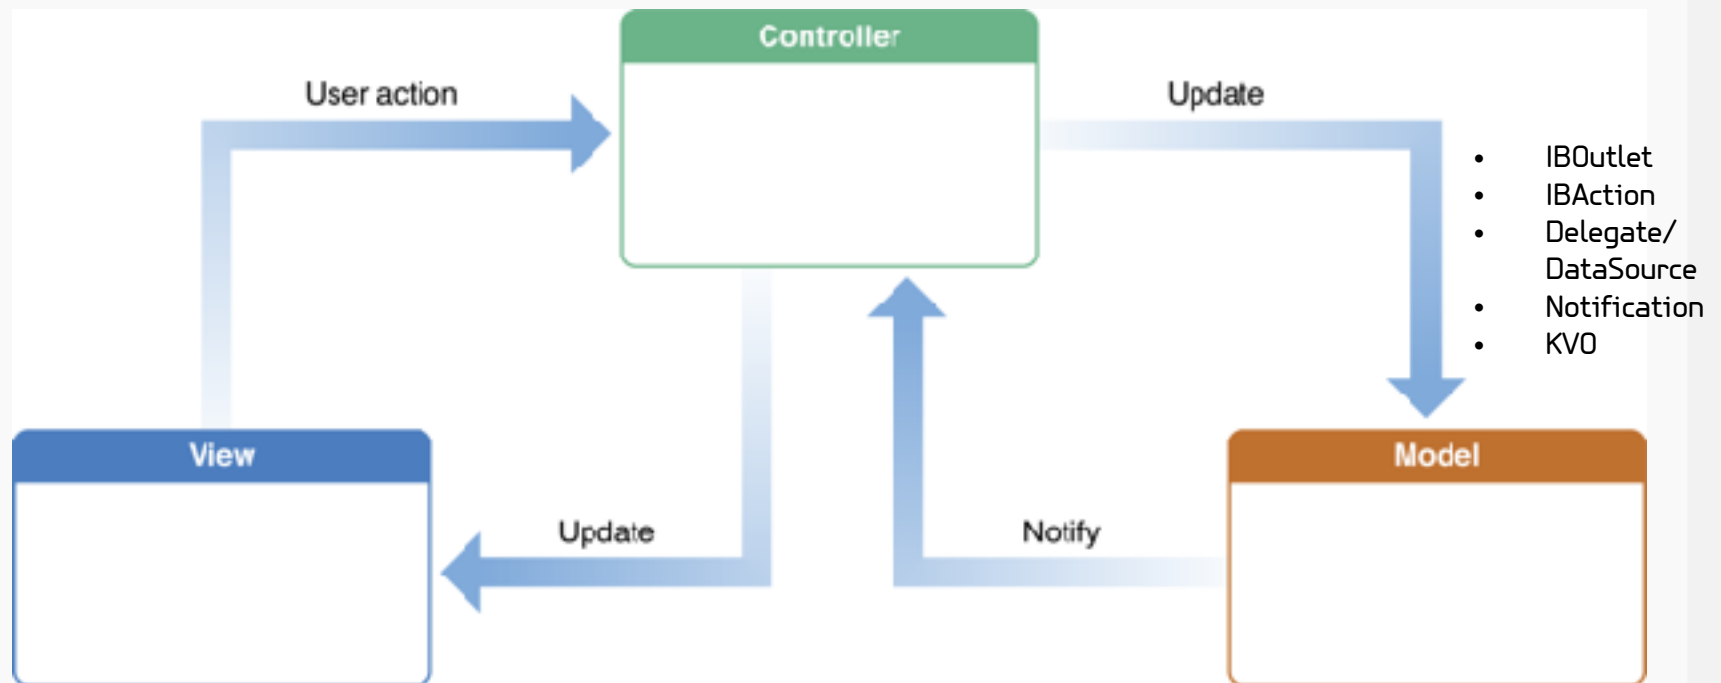 Controller
User action
Update
• IBOutlet
• IBAction
• Delegate/
DataSource
• Notification
• KVO
View
Model
Update
Notify